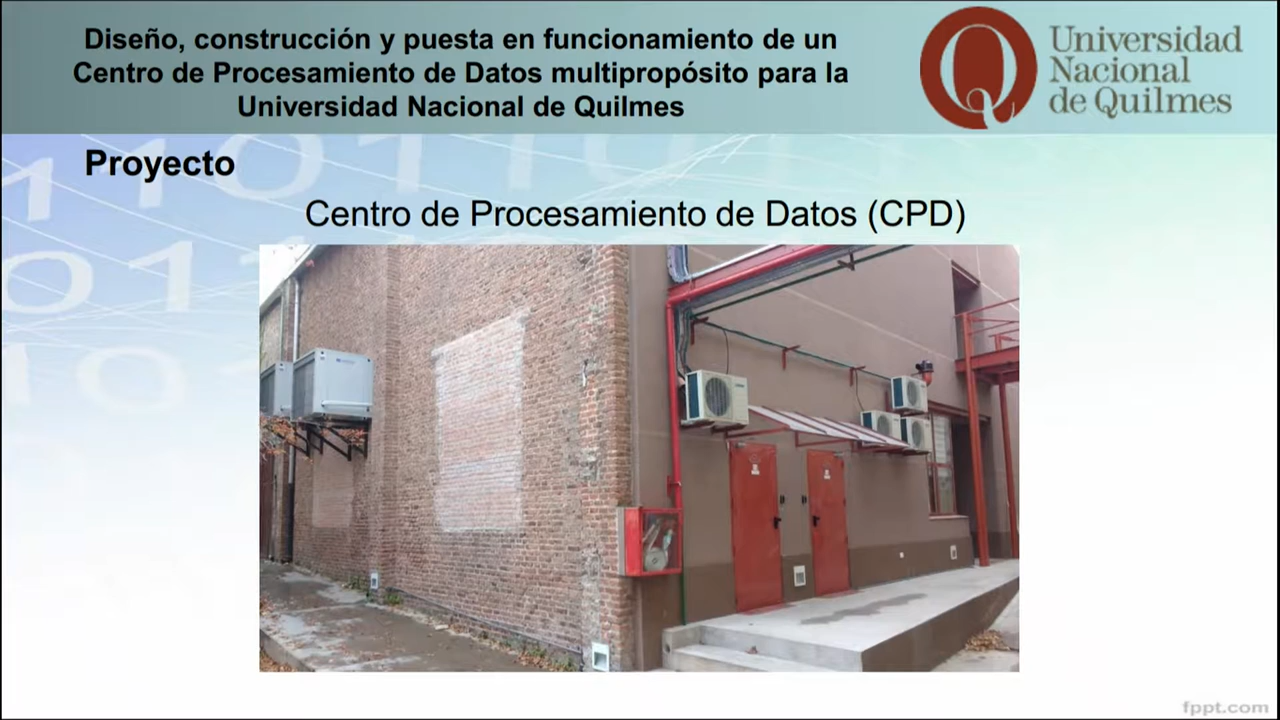 Diseño, construcción y puesta en funcionamiento de un
Centro de Procesamiento de Datos multipropósito para la
Universidad Nacional de Quilmes
Universidad
Nacional
de Quilmes
Proyecto
Centro de Procesamiento de Datos (CPD)
fppt.com